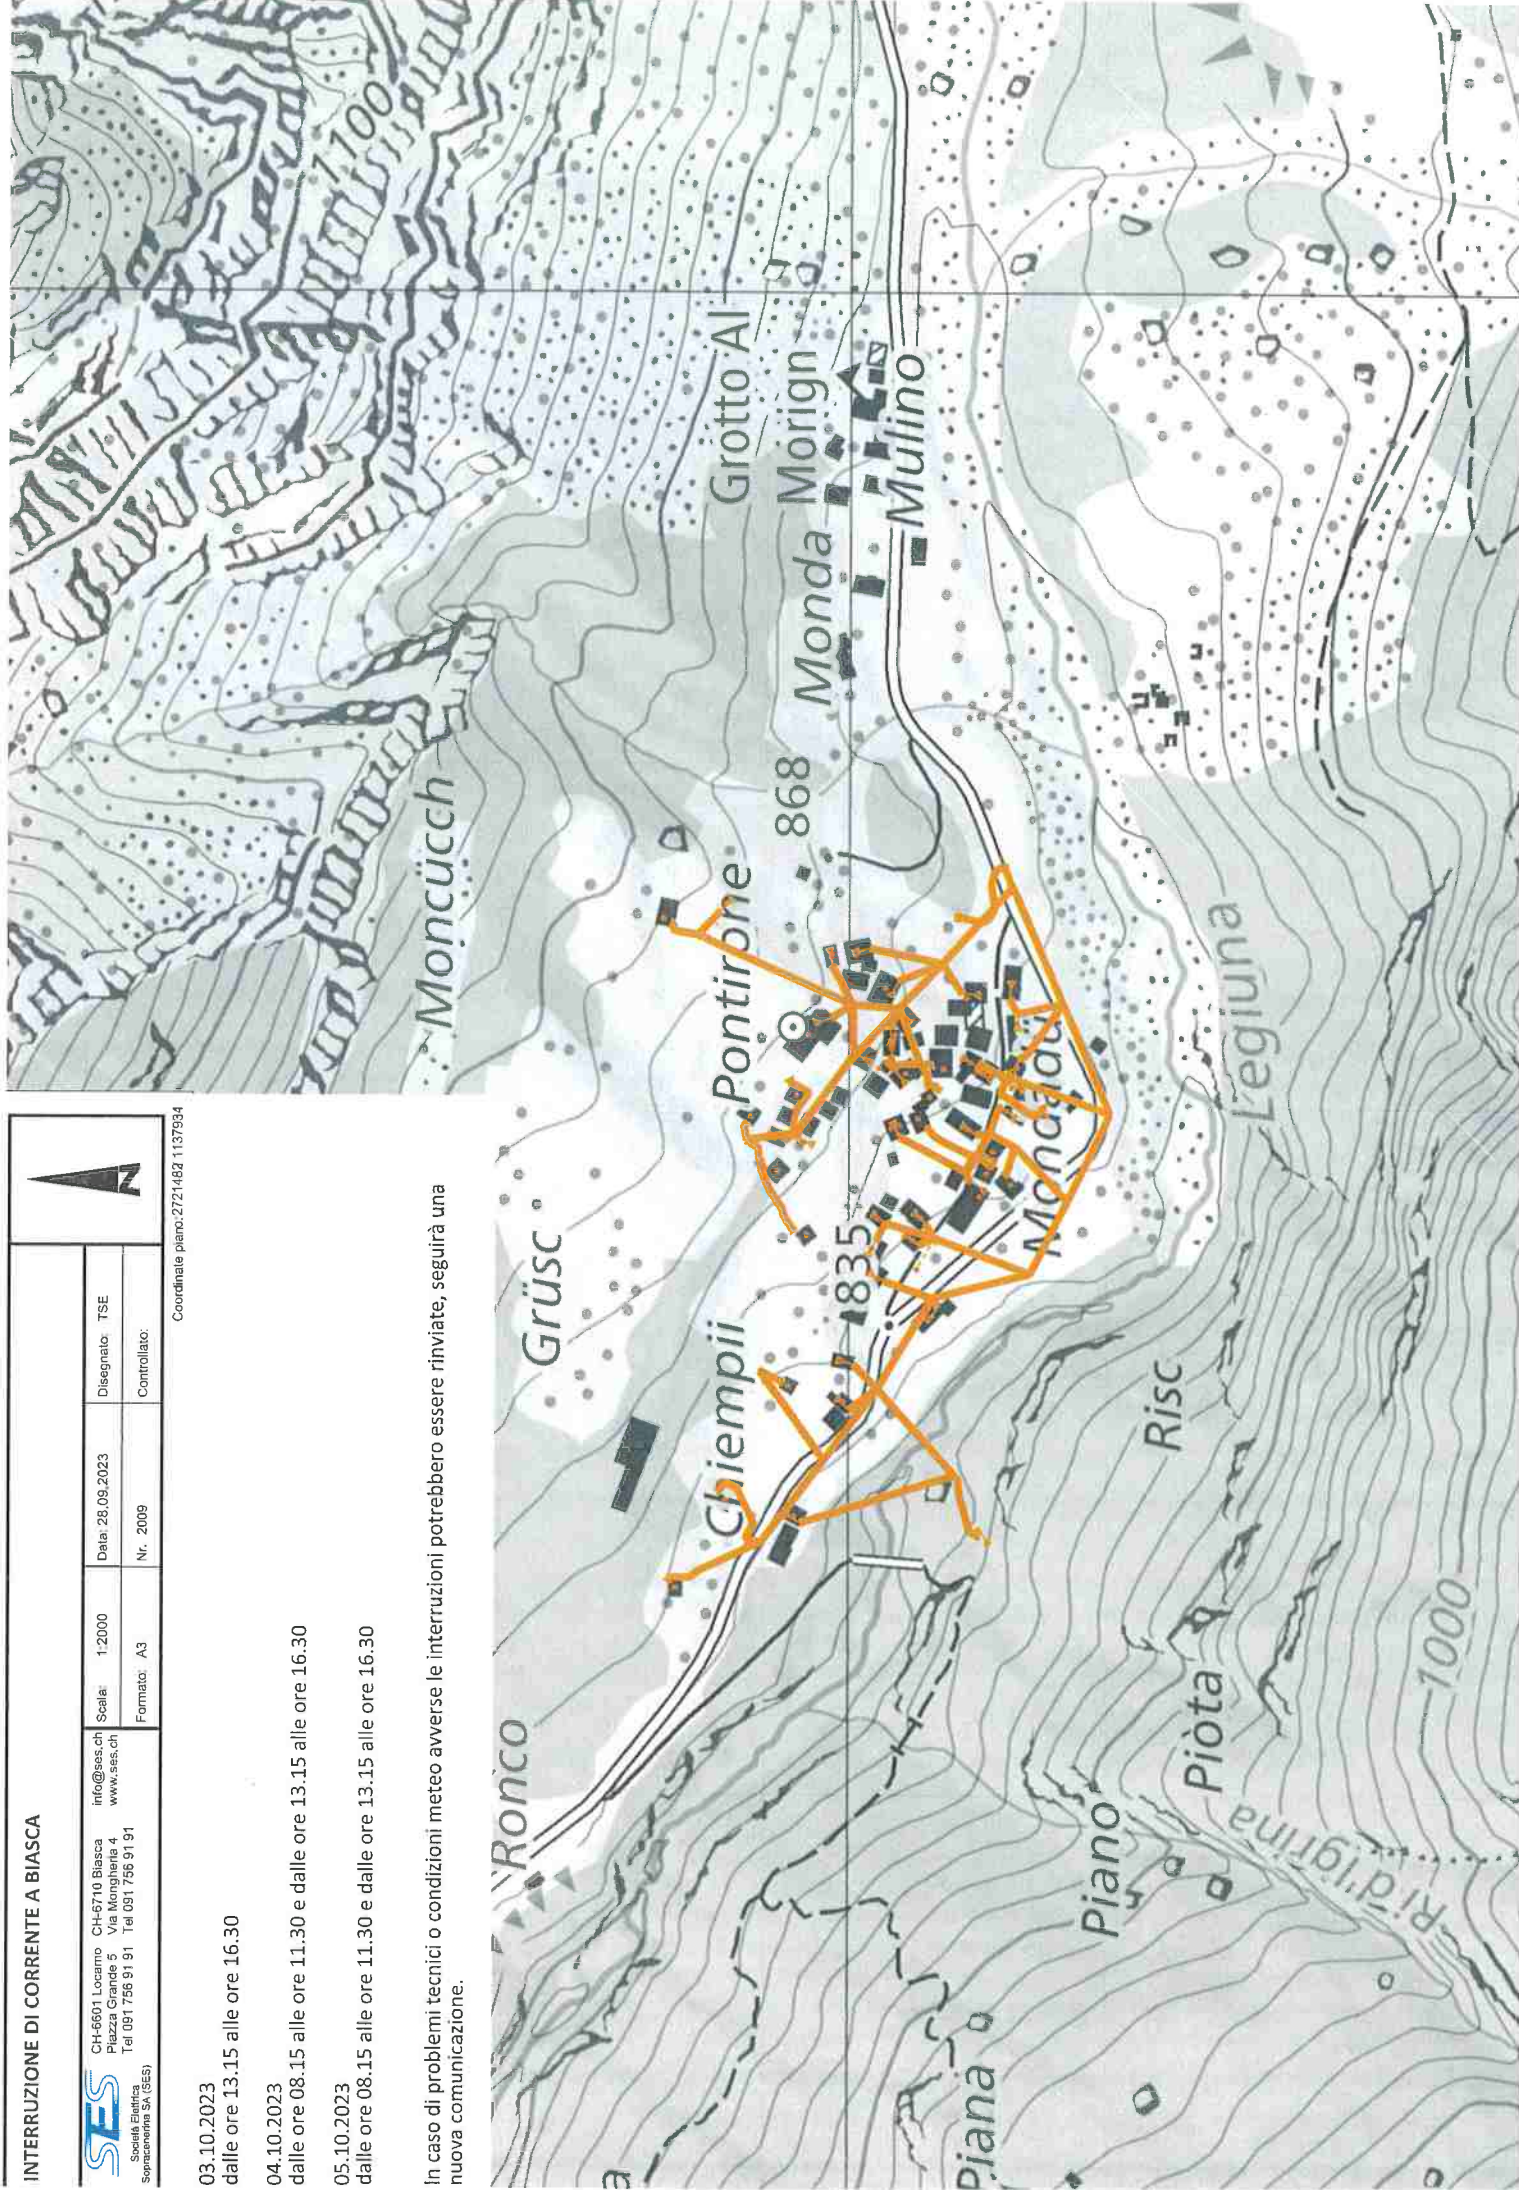 INTERRUZIONE DI CORRENTE A BIASCA
SES
Società Elettrica
Sopracenerina SA (SES)
CH-6601 Locarno
Piazza Grande 5
Tel 091 756 91 91
CH-6710 Biasca
Via Mongheria 4
Tel 091 756 91 91
info@ses.ch
www.ses.ch
Scala: 1:2000
Data: 28.09.2023
Disegnato: TSE
Formato: A3
Nr. 2009
Controllato:
N
Coordinate piano: 2721482 1137934
03.10.2023
dalle ore 13.15 alle ore 16.30
04.10.2023
dalle ore 08.15 alle ore 11.30 e dalle ore 13.15 alle ore 16.30
05.10.2023
dalle ore 08.15 alle ore 11.30 e dalle ore 13.15 alle ore 16.30
In caso di problemi tecnici o condizioni meteo avverse le interruzioni potrebbero essere rinviate, seguirà una
nuova comunicazione.
1100
Moncücch
Grüsc
Ronco
Grotto Al
Morign
Pontirone
868
Monda
Chiempii
835
Mulino
a
Piana
Legiuna
Risc
Piano
Piòta
Ri d'Igrina
1000